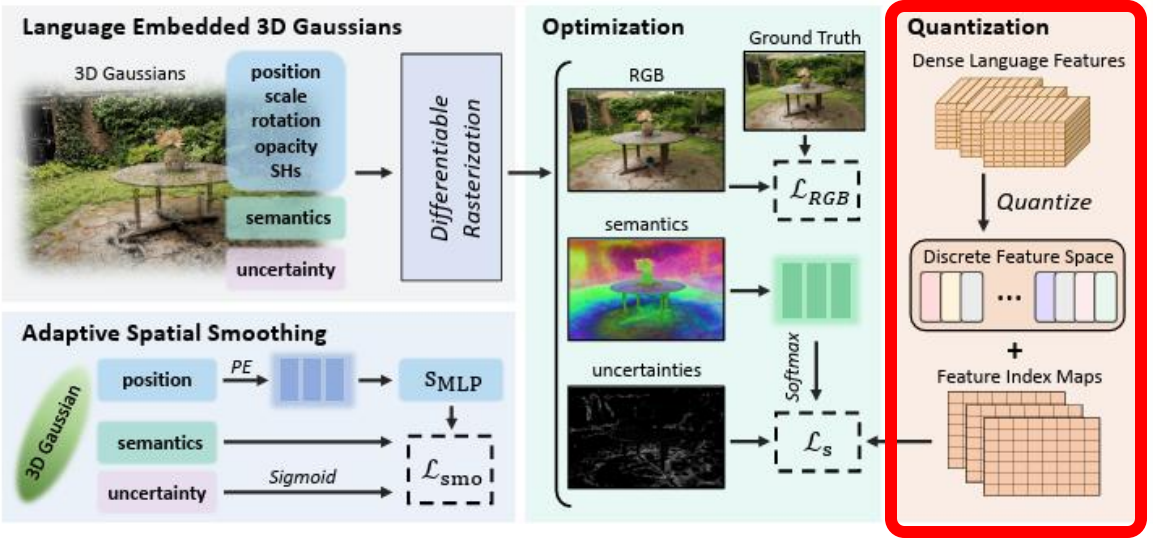 Language Embedded 3D Gaussians
3D Gaussians
position
scale
rotation
opacity
SHs
semantics
uncertainty
Differentiable
Rasterization
Adaptive Spatial Smoothing
3D Gaussian
position
PE
S_MLP
semantics
uncertainty
Sigmoid
ℒ_smo
Optimization
RGB
Ground Truth
ℒ_RGB
semantics
Softmax
uncertainties
ℒ_s
Quantization
Dense Language Features
Quantize
Discrete Feature Space
...
+
Feature Index Maps